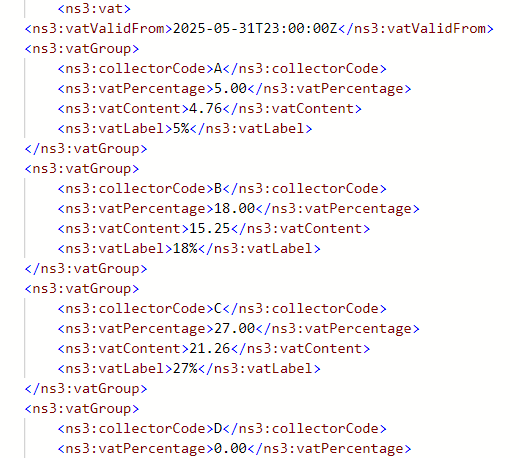 <ns3:vat>
<ns3:vatValidFrom>2025-05-31T23:00:00Z</ns3:vatValidFrom>
<ns3:vatGroup>
<ns3:collectorCode>A</ns3:collectorCode>
<ns3:vatPercentage>5.00</ns3:vatPercentage>
<ns3:vatContent>4.76</ns3:vatContent>
<ns3:vatLabel>5%</ns3:vatLabel>
</ns3:vatGroup>
<ns3:vatGroup>
<ns3:collectorCode>B</ns3:collectorCode>
<ns3:vatPercentage>18.00</ns3:vatPercentage>
<ns3:vatContent>15.25</ns3:vatContent>
<ns3:vatLabel>18%</ns3:vatLabel>
</ns3:vatGroup>
<ns3:vatGroup>
<ns3:collectorCode>C</ns3:collectorCode>
<ns3:vatPercentage>27.00</ns3:vatPercentage>
<ns3:vatContent>21.26</ns3:vatContent>
<ns3:vatLabel>27%</ns3:vatLabel>
</ns3:vatGroup>
<ns3:vatGroup>
<ns3:collectorCode>D</ns3:collectorCode>
<ns3:vatPercentage>0.00</ns3:vatPercentage>